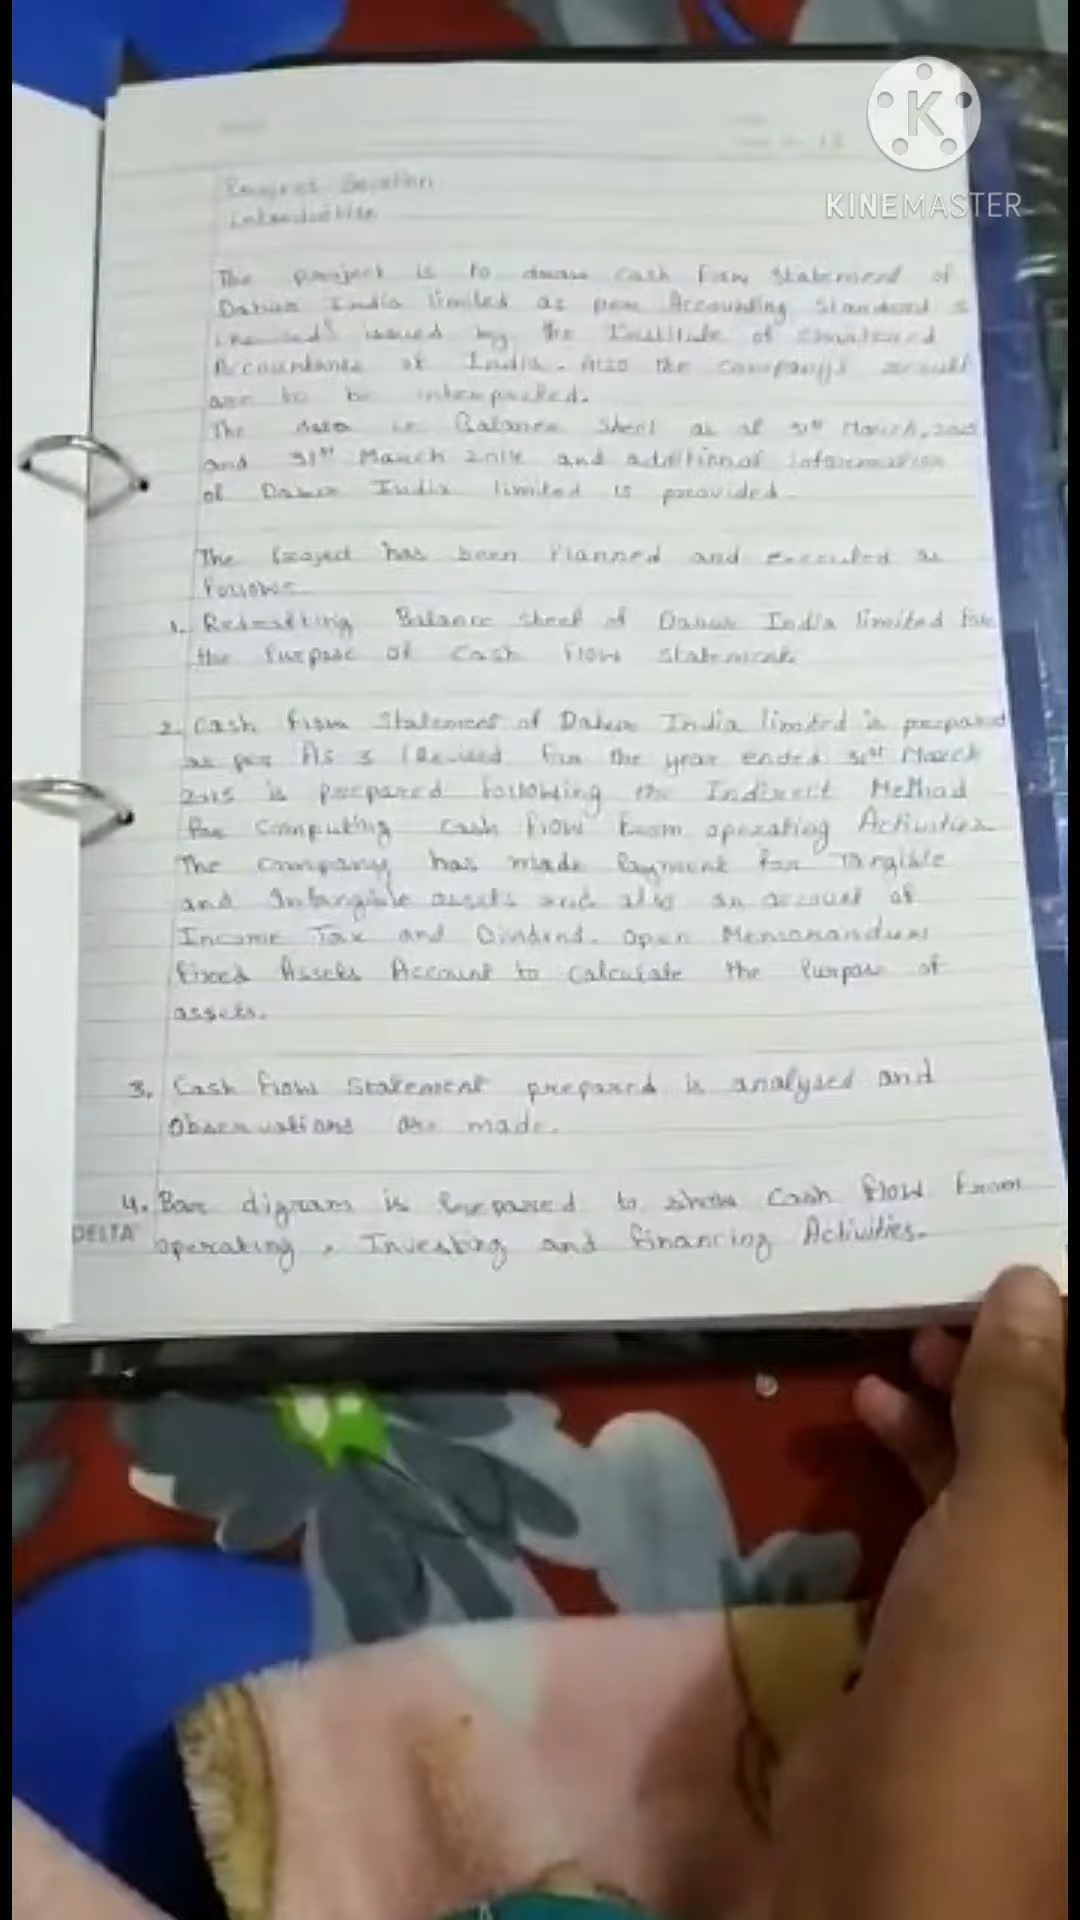 K
KINEMASTER
Project
Introduction
The project is to draw Cash flow Statement of
Dabur India limited as per Accounting Standard 3
issued by the Institute of Chartered
Accountants of India. Also the company's result
are to be interpreted.
The data i.e Balance Sheet as at 31st March,
and 31st March 2014 and additional information
of Dabur India limited is provided
The Project has been Planned and executed as
follows
1. Balance sheet of Dabur India limited for
the Purpose of Cash flow statement.
2. Cash flow Statement of Dabur India limited is prepared
as per As 3 (Revised for the year ended 31st March
2015 is prepared following the Indirect Method
for Computing cash flow from operating Activities
The company has made Payment for Tangible
and Intangible assets and also on account of
Income Tax and Dividend. Open Memorandum
fixed Assets Account to calculate the Purpose of
assets.
3. Cash flow statement prepared is analysed and
Observations are made.
4. Bar digram is Prepared to show Cash flow from
DELTA
operating, Investing and financing Activities.